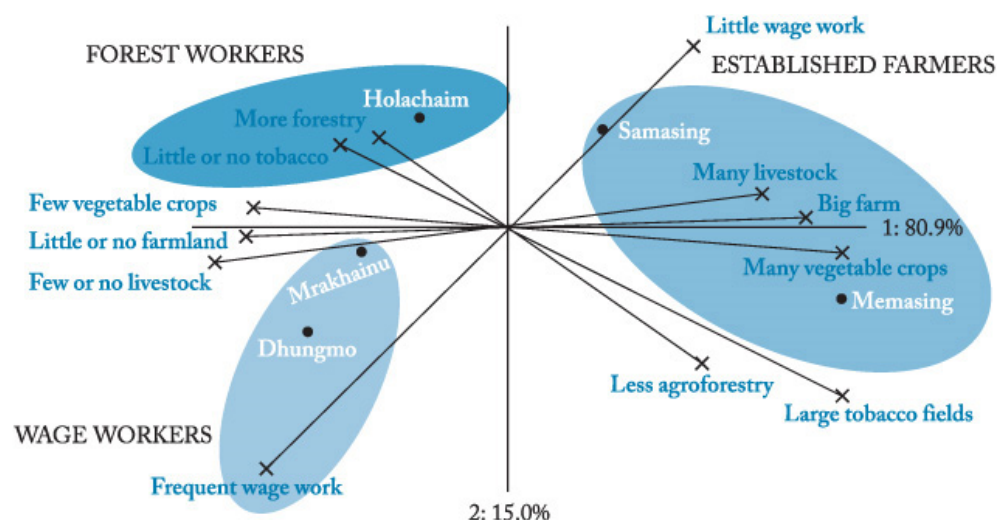 Little wage work
FOREST WORKERS
ESTABLISHED FARMERS
Holachaim
More forestry
Samasing
Little or no tobacco
Many livestock
Few vegetable crops
Big farm
1: 80.9%
Little or no farmland
Many vegetable crops
Few or no livestock
Mrakhainu
Memasing
Dhungmo
Less agroforestry
Large tobacco fields
WAGE WORKERS
Frequent wage work
2: 15.0%